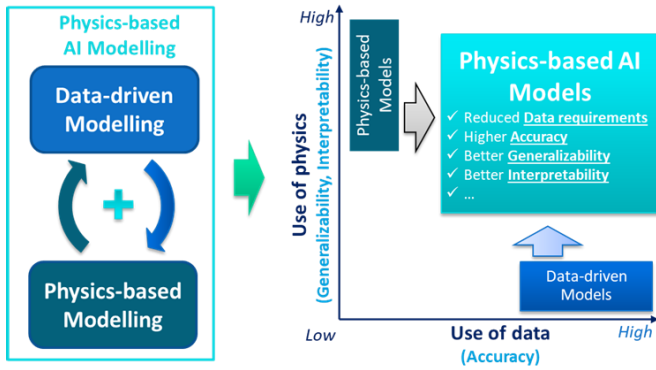 Physics-based
AI Modelling
Data-driven
Modelling
+
Physics-based
Modelling
High
Use of physics
(Generalizability, Interpretability)
Physics-based
Models
Physics-based AI
Models
✓ Reduced Data requirements
✓ Higher Accuracy
✓ Better Generalizability
✓ Better Interpretability
✓ ...
Data-driven
Models
Low
Use of data
High
(Accuracy)